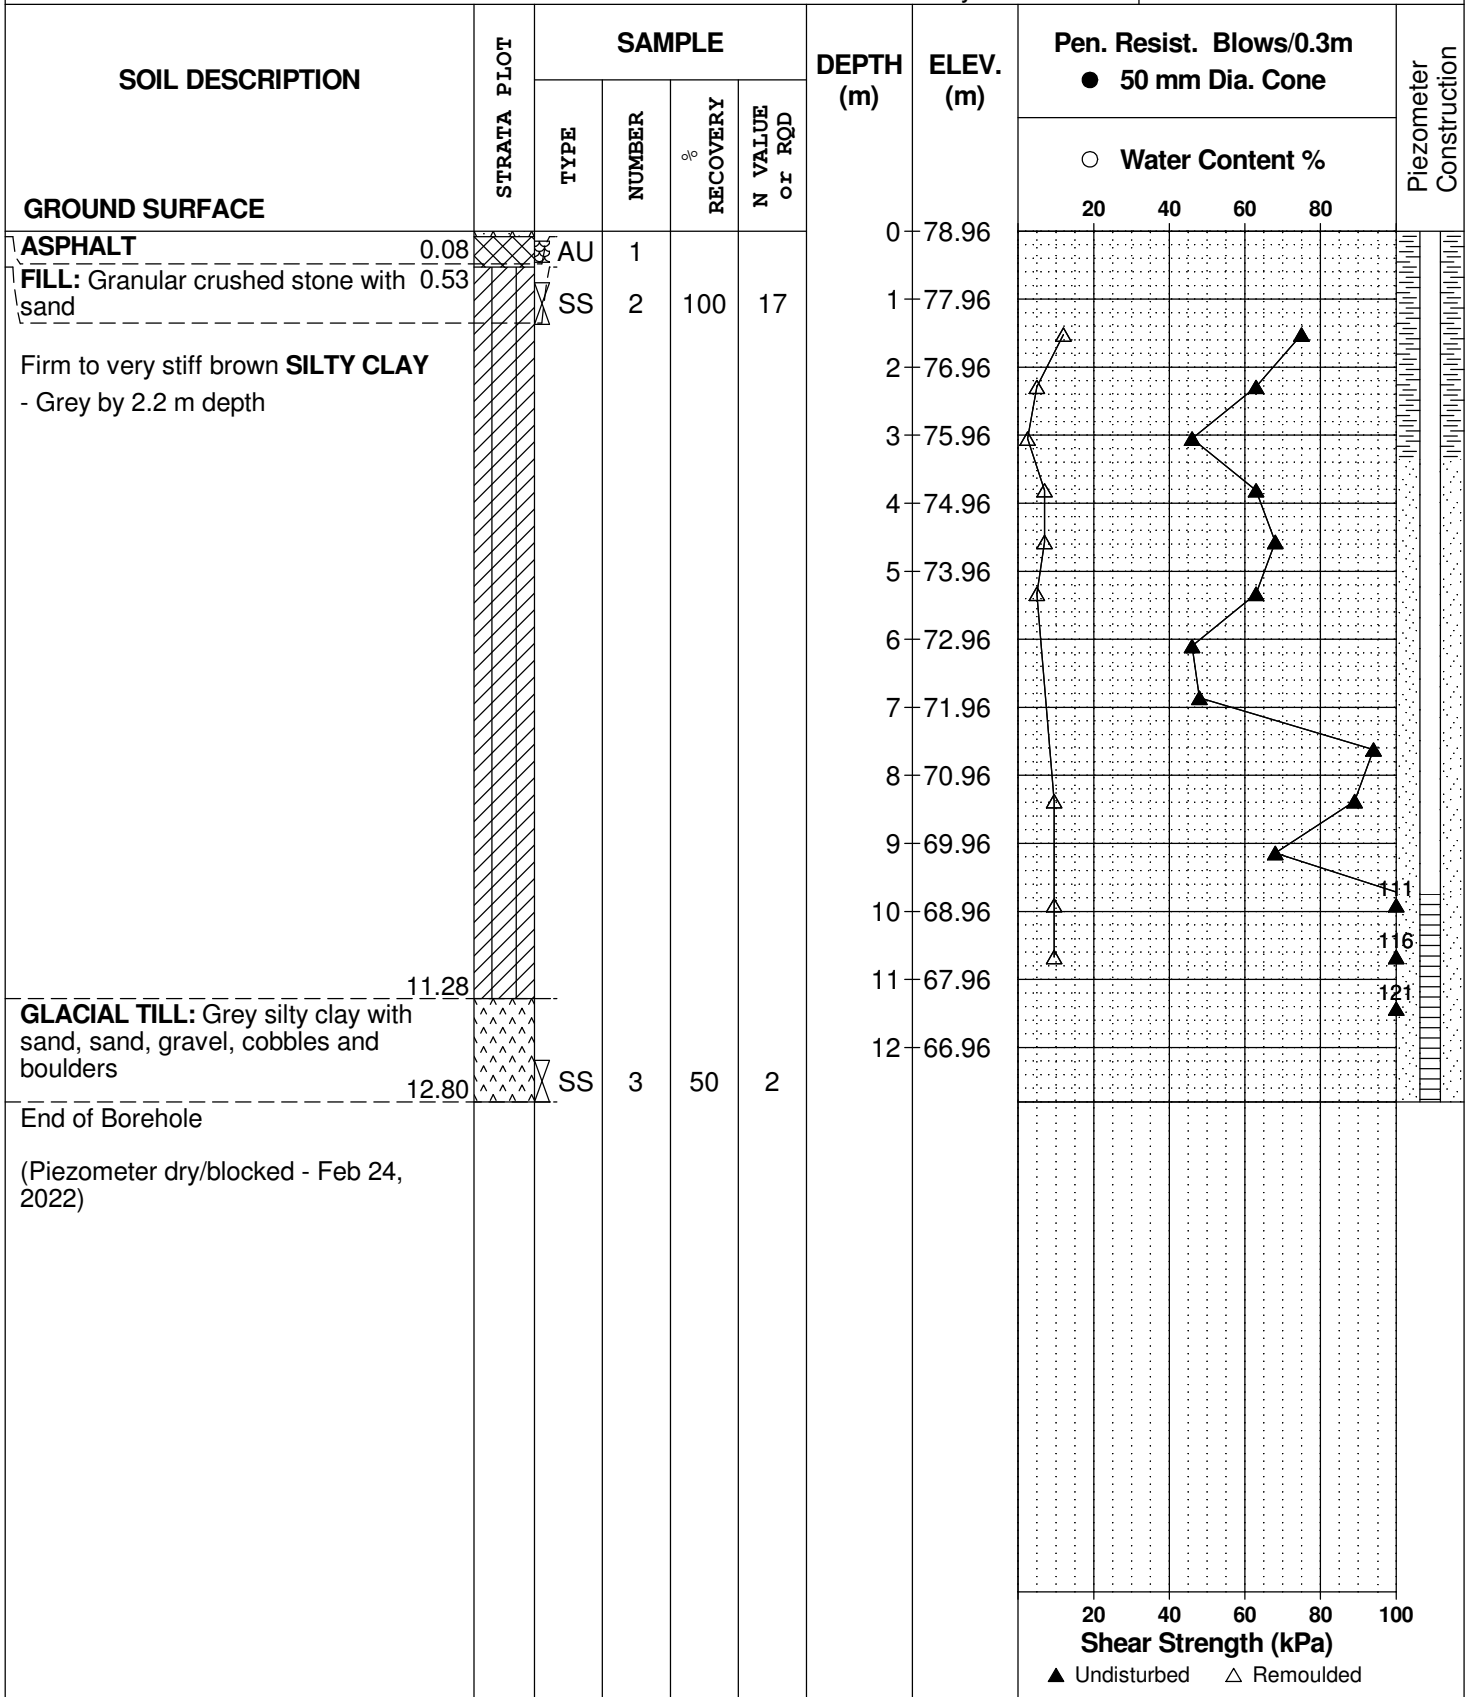 SOIL DESCRIPTION
GROUND SURFACE
STRATA PLOT
SAMPLE
TYPE
NUMBER
% RECOVERY
N VALUE or RQD
DEPTH (m)
ELEV. (m)
Pen. Resist. Blows/0.3m
● 50 mm Dia. Cone
○ Water Content %
20 40 60 80
Piezometer Construction
ASPHALT 0.08
FILL: Granular crushed stone with 0.53
sand
Firm to very stiff brown SILTY CLAY
- Grey by 2.2 m depth
11.28
GLACIAL TILL: Grey silty clay with
sand, sand, gravel, cobbles and
boulders
12.80
End of Borehole
(Piezometer dry/blocked - Feb 24,
2022)
AU 1
SS 2 100 17
SS 3 50 2
0 78.96
1 77.96
2 76.96
3 75.96
4 74.96
5 73.96
6 72.96
7 71.96
8 70.96
9 69.96
10 68.96
11 67.96
12 66.96
111
116
121
20 40 60 80 100
Shear Strength (kPa)
▲ Undisturbed △ Remoulded